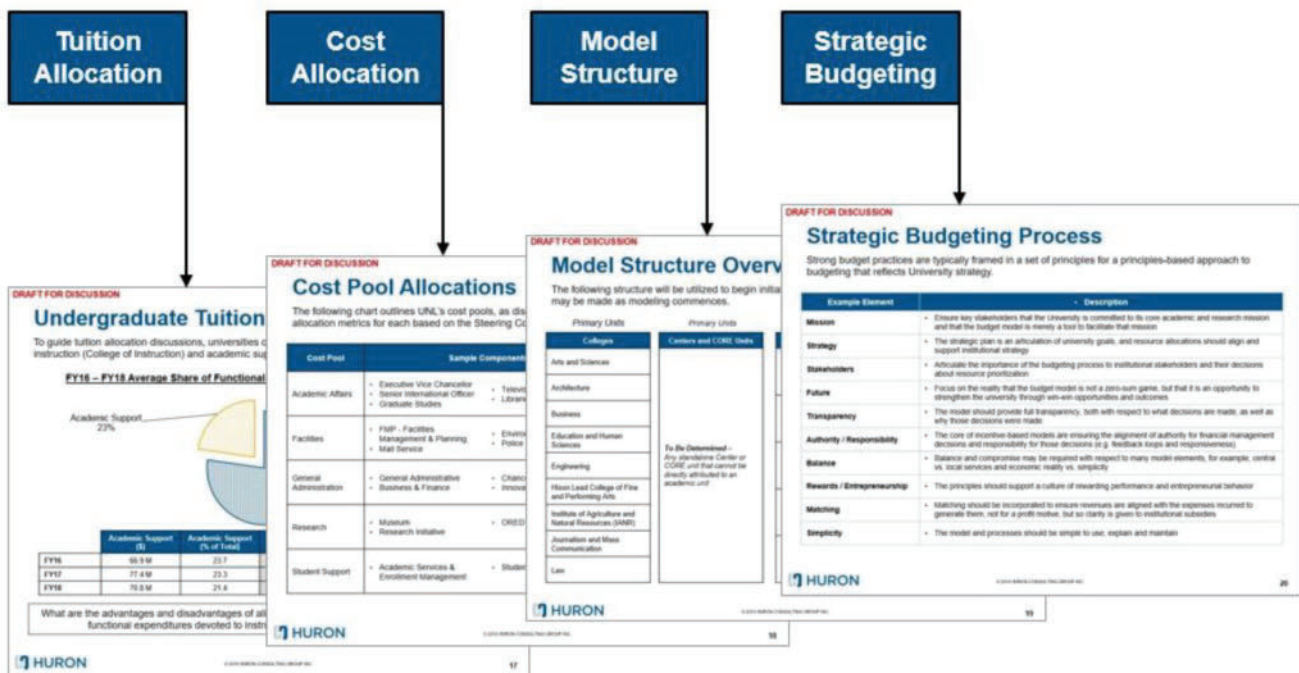 Tuition
Allocation
Cost
Allocation
Model
Structure
Strategic
Budgeting
DRAFT FOR DISCUSSION
Undergraduate Tuition
To guide tuition allocation discussions, universities
instruction (College of Instruction) and academic
FY16 – FY18 Average Share of Functional
Academic Support
23%
Academic Support
($)
Academic Support
(% of Total)
FY16 66.9 M 23.7
FY17 77.4 M 23.3
FY18 70.8 M 21.4
What are the advantages and disadvantages of
functional expenditures devoted to
HURON
17
DRAFT FOR DISCUSSION
Cost Pool Allocations
The following chart outlines UNL's cost pools, as
allocation metrics for each based on the Steering
Cost Pool
Sample Component
Academic Affairs
• Executive Vice Chancellor
• Senior International Officer
• Graduate Studies
Facilities
• FMP - Facilities
Management & Planning
• Mail Service
• Police
General
Administration
• General Administrative
• Business & Finance
Research
• Museum
• Research Initiative
• ORED
Student Support
• Academic Services &
Enrollment Management
HURON
© 2019 HURON CONSULTING GROUP INC.
18
DRAFT FOR DISCUSSION
Model Structure
The following structure will be utilized to begin
may be made as modeling commences.
Primary Units
Colleges
Arts and Sciences
Architecture
Business
Education and Human
Sciences
Engineering
Hixon Lied College of Fine
and Performing Arts
Institute of Agriculture and
Natural Resources (IANR)
Journalism and Mass
Communication
Law
Primary Units
Centers and CORE Units
To Be Determined –
Any standalone Center or
CORE unit that cannot be
directly attributed to an
academic unit
HURON
© 2019 HURON CONSULTING GROUP INC.
19
DRAFT FOR DISCUSSION
Strategic Budgeting Process
Strong budget practices are typically framed in a set of principles for a principles-based approach to
budgeting that reflects University strategy.
Example Element • Description
Mission
• Ensure key stakeholders that the University is committed to its core academic and research mission
and that the budget model is merely a tool to facilitate that mission
Strategy
• The strategic plan is an articulation of university goals, and resource allocations should align and
support institutional strategy
Stakeholders
• Articulate the importance of the budgeting process to institutional stakeholders and their decisions
about resource prioritization
Future
• Focus on the reality that the budget model is not a zero-sum game, but that it is an opportunity to
strengthen the university through win-win opportunities and outcomes
Transparency
• The model should provide full transparency, both with respect to what decisions are made, as well as
why those decisions were made
Authority / Responsibility
• The core of incentive-based models are ensuring the alignment of authority for financial management
decisions and responsibility for those decisions (e.g. feedback loops and responsiveness)
Balance
• Balance and compromise may be required with respect to many model elements, for example, central
vs. local services and economic reality vs. simplicity
Rewards / Entrepreneurship
• The principles should support a culture of rewarding performance and entrepreneurial behavior
Matching
• Matching should be incorporated to ensure revenues are aligned with the expenses incurred to
generate them, not for a profit motive, but so clarity is given to institutional subsidies
Simplicity
• The model and processes should be simple to use, explain and maintain
HURON
© 2019 HURON CONSULTING GROUP INC.
20